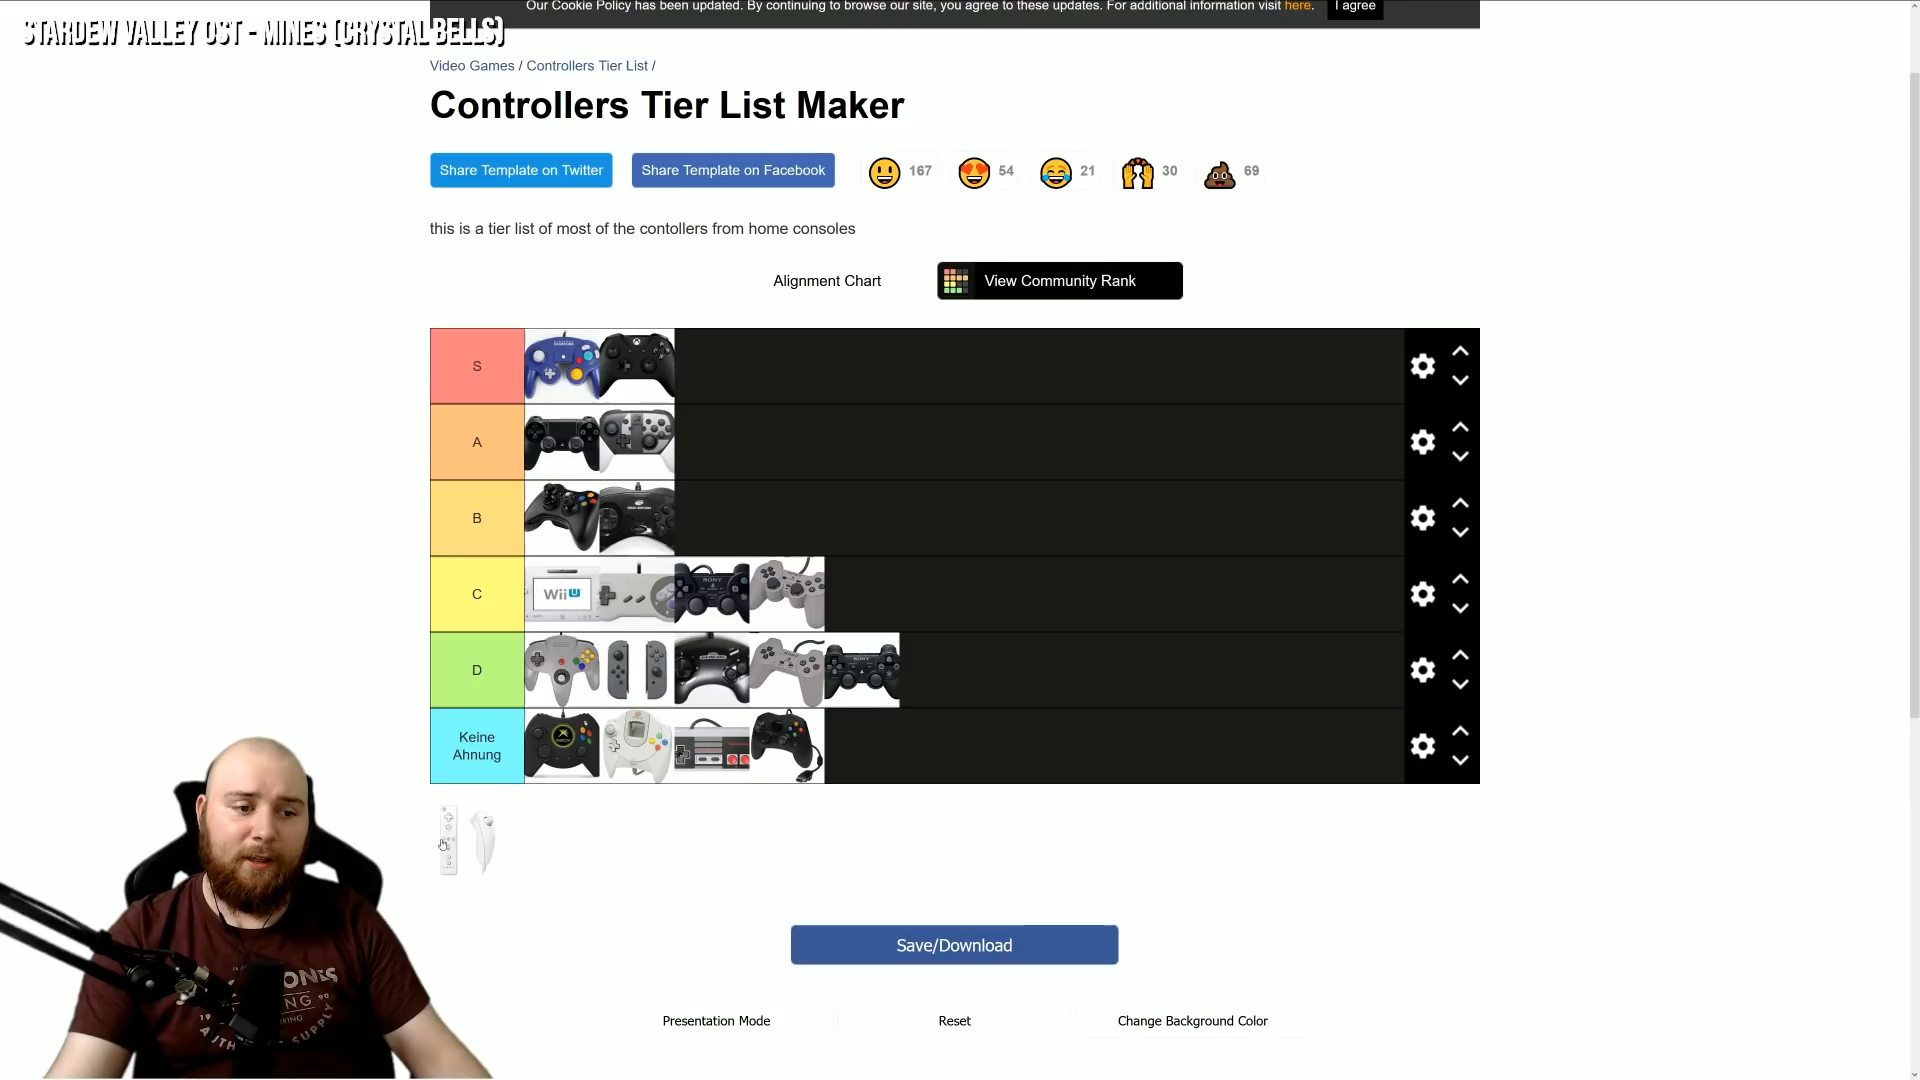 Our Cookie Policy has been updated. By continuing to browse our site, you agree to these updates. For additional information visit here.
I agree
STARDEW VALLEY OST - MINES (CRYSTAL BELLS)
Video Games / Controllers Tier List /
Controllers Tier List Maker
Share Template on Twitter
Share Template on Facebook
167
54
21
30
69
this is a tier list of most of the contollers from home consoles
Alignment Chart
View Community Rank
S
A
B
C
Wii U
SONY
D
SONY
Keine
Ahnung
Save/Download
Presentation Mode
Reset
Change Background Color